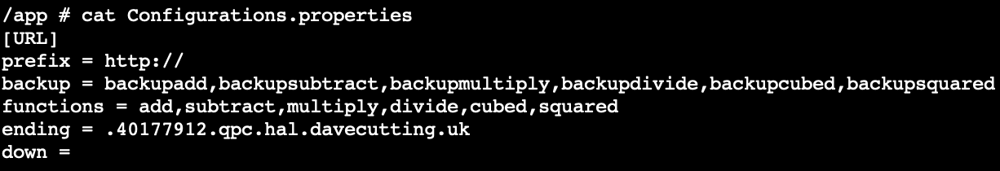 /app # cat Configurations.properties
[URL]
prefix = http://
backup = backupadd,backupsubtract,backupmultiply,backupdivide,backupcubed,backupsquared
functions = add,subtract,multiply,divide,cubed,squared
ending = .40177912.qpc.hal.davecutting.uk
down =